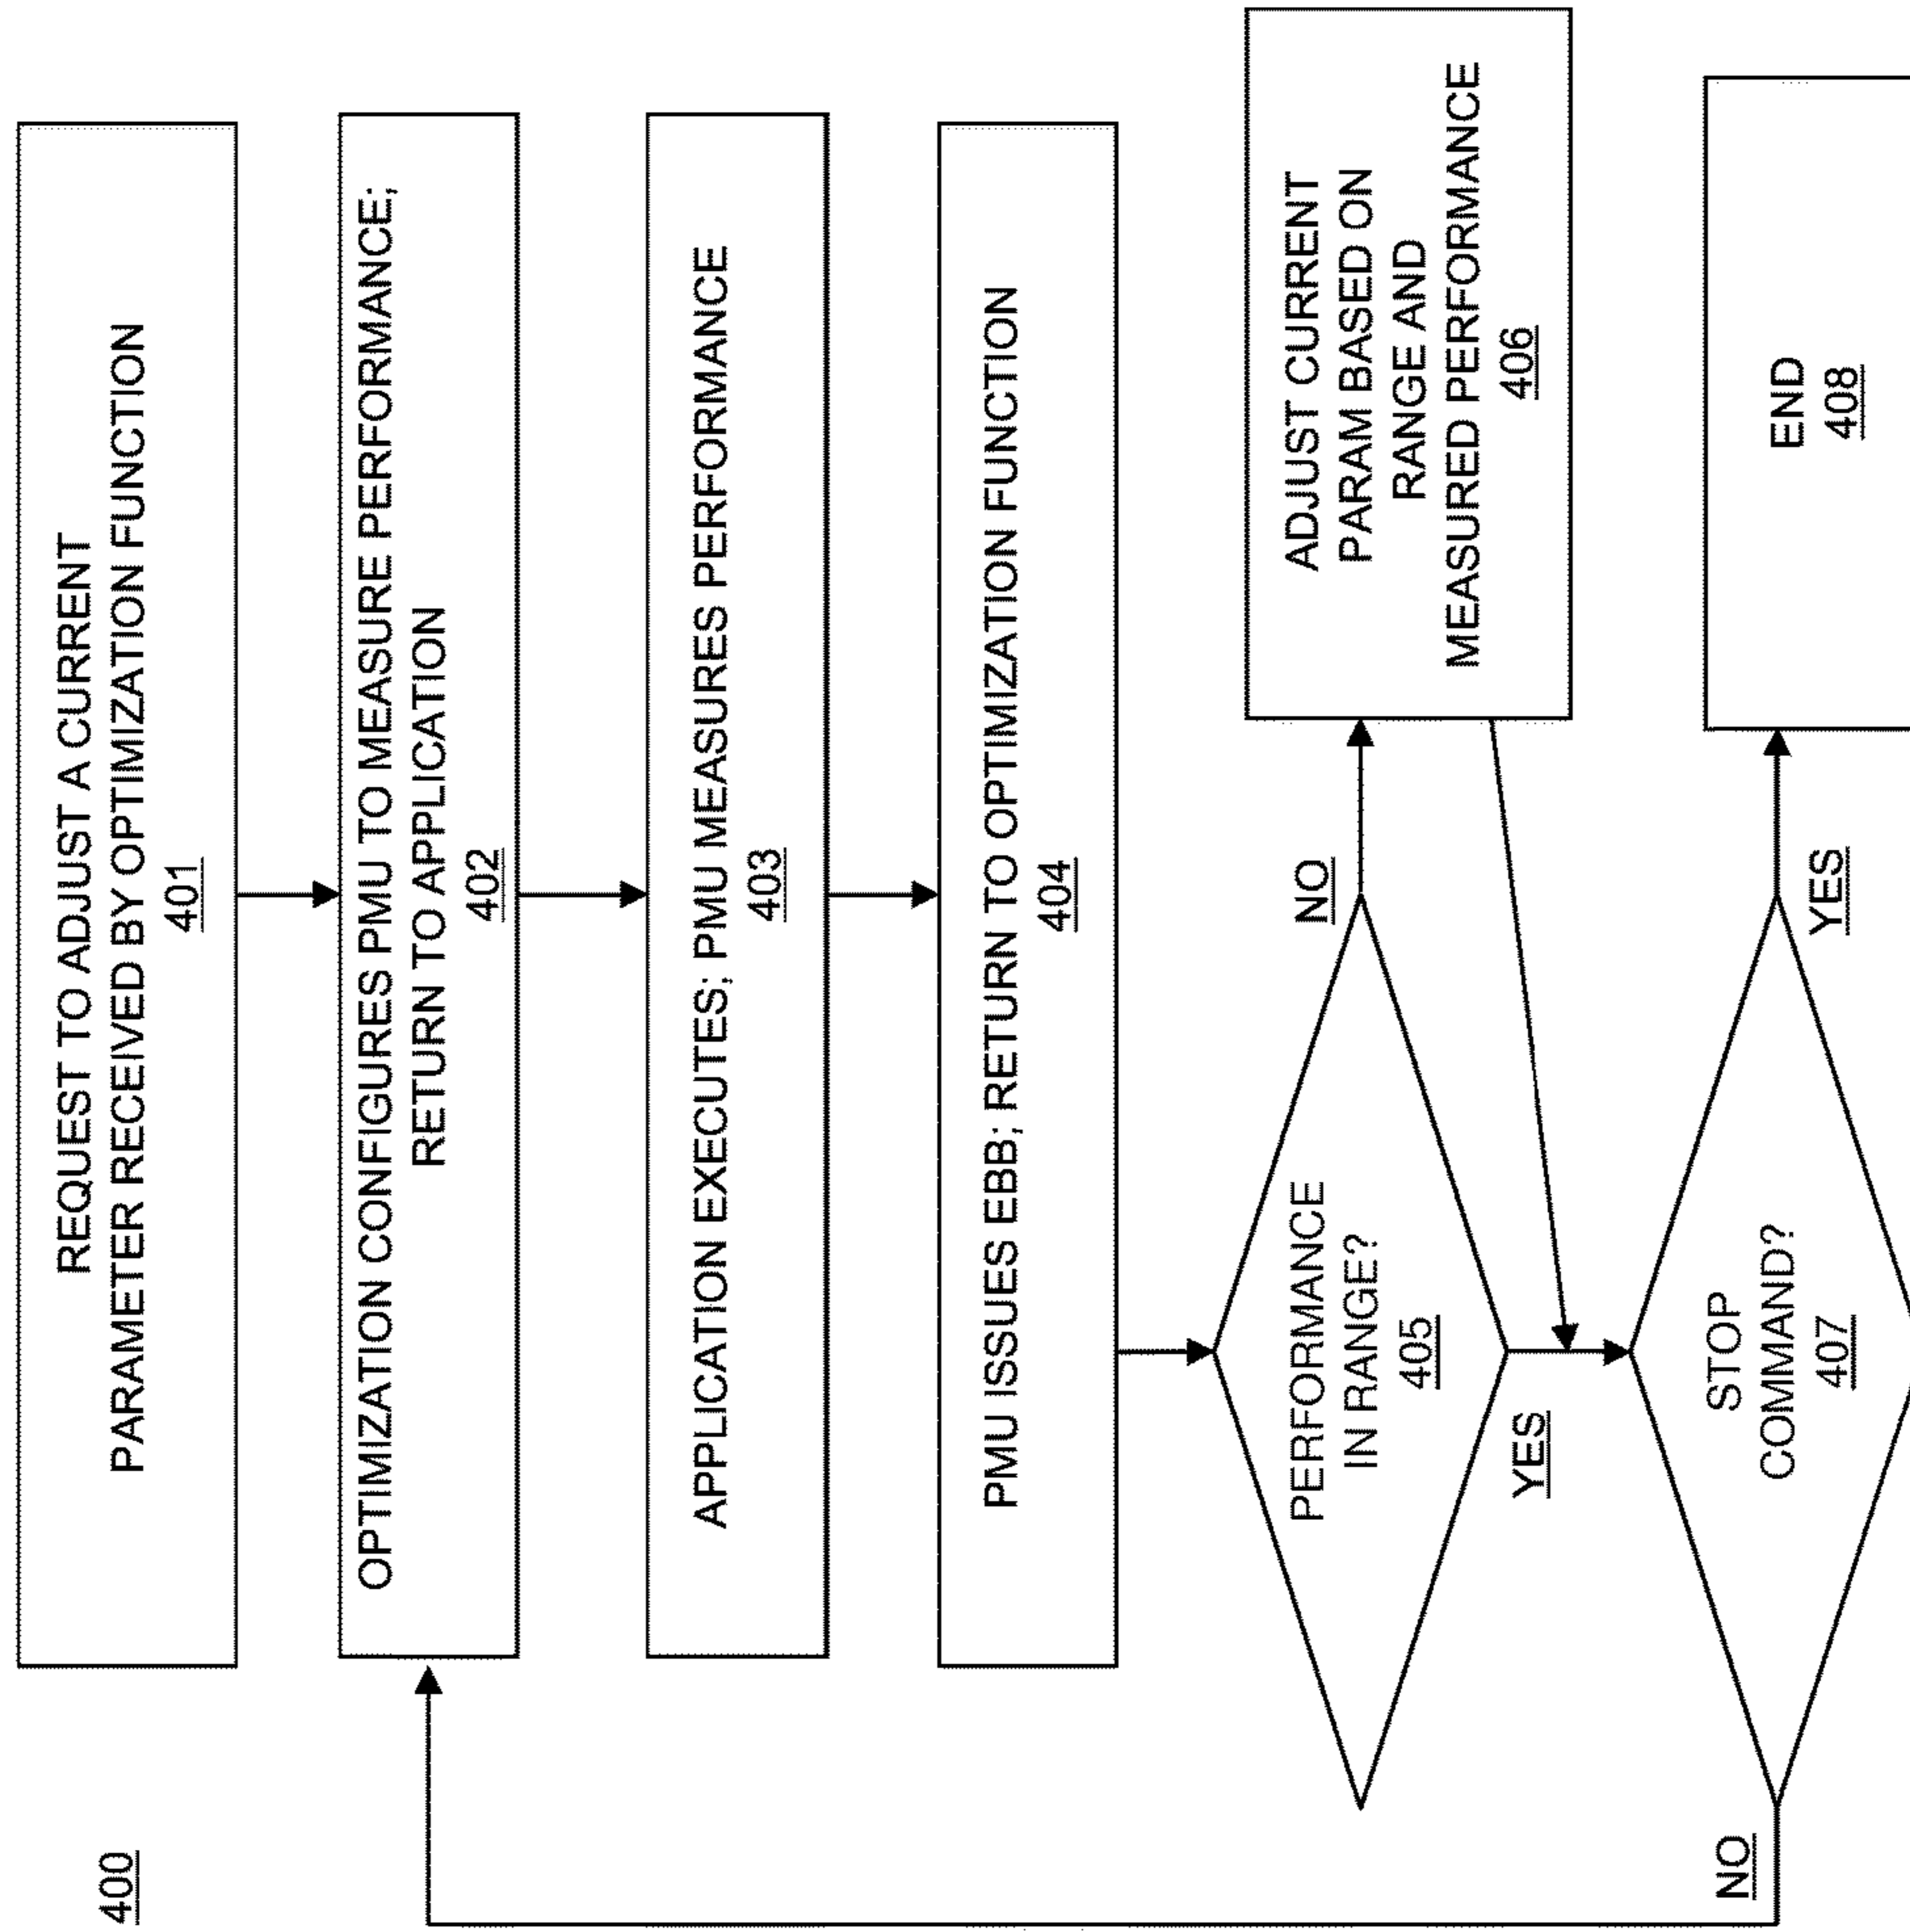 400
REQUEST TO ADJUST A CURRENT
PARAMETER RECEIVED BY OPTIMIZATION FUNCTION
401
OPTIMIZATION CONFIGURES PMU TO MEASURE PERFORMANCE;
RETURN TO APPLICATION
402
APPLICATION EXECUTES; PMU MEASURES PERFORMANCE
403
PMU ISSUES EBB; RETURN TO OPTIMIZATION FUNCTION
404
PERFORMANCE
IN RANGE?
405
NO
YES
ADJUST CURRENT
PARAM BASED ON
RANGE AND
MEASURED PERFORMANCE
406
STOP
COMMAND?
407
NO
YES
END
408